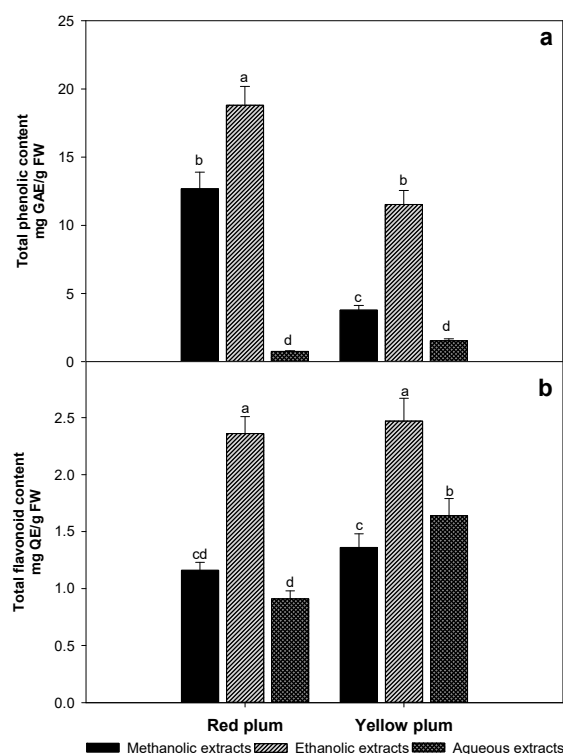 25
a
a
20
b
15
b
10
c
5
d
d
0
Total phenolic content
mg GAE/g FW
b
a
a
2.5
2.0
b
1.5
c
cd
d
1.0
0.5
0.0
Total flavonoid content
mg QE/g FW
Red plum Yellow plum
Methanolic extracts Ethanolic extracts Aqueous extracts